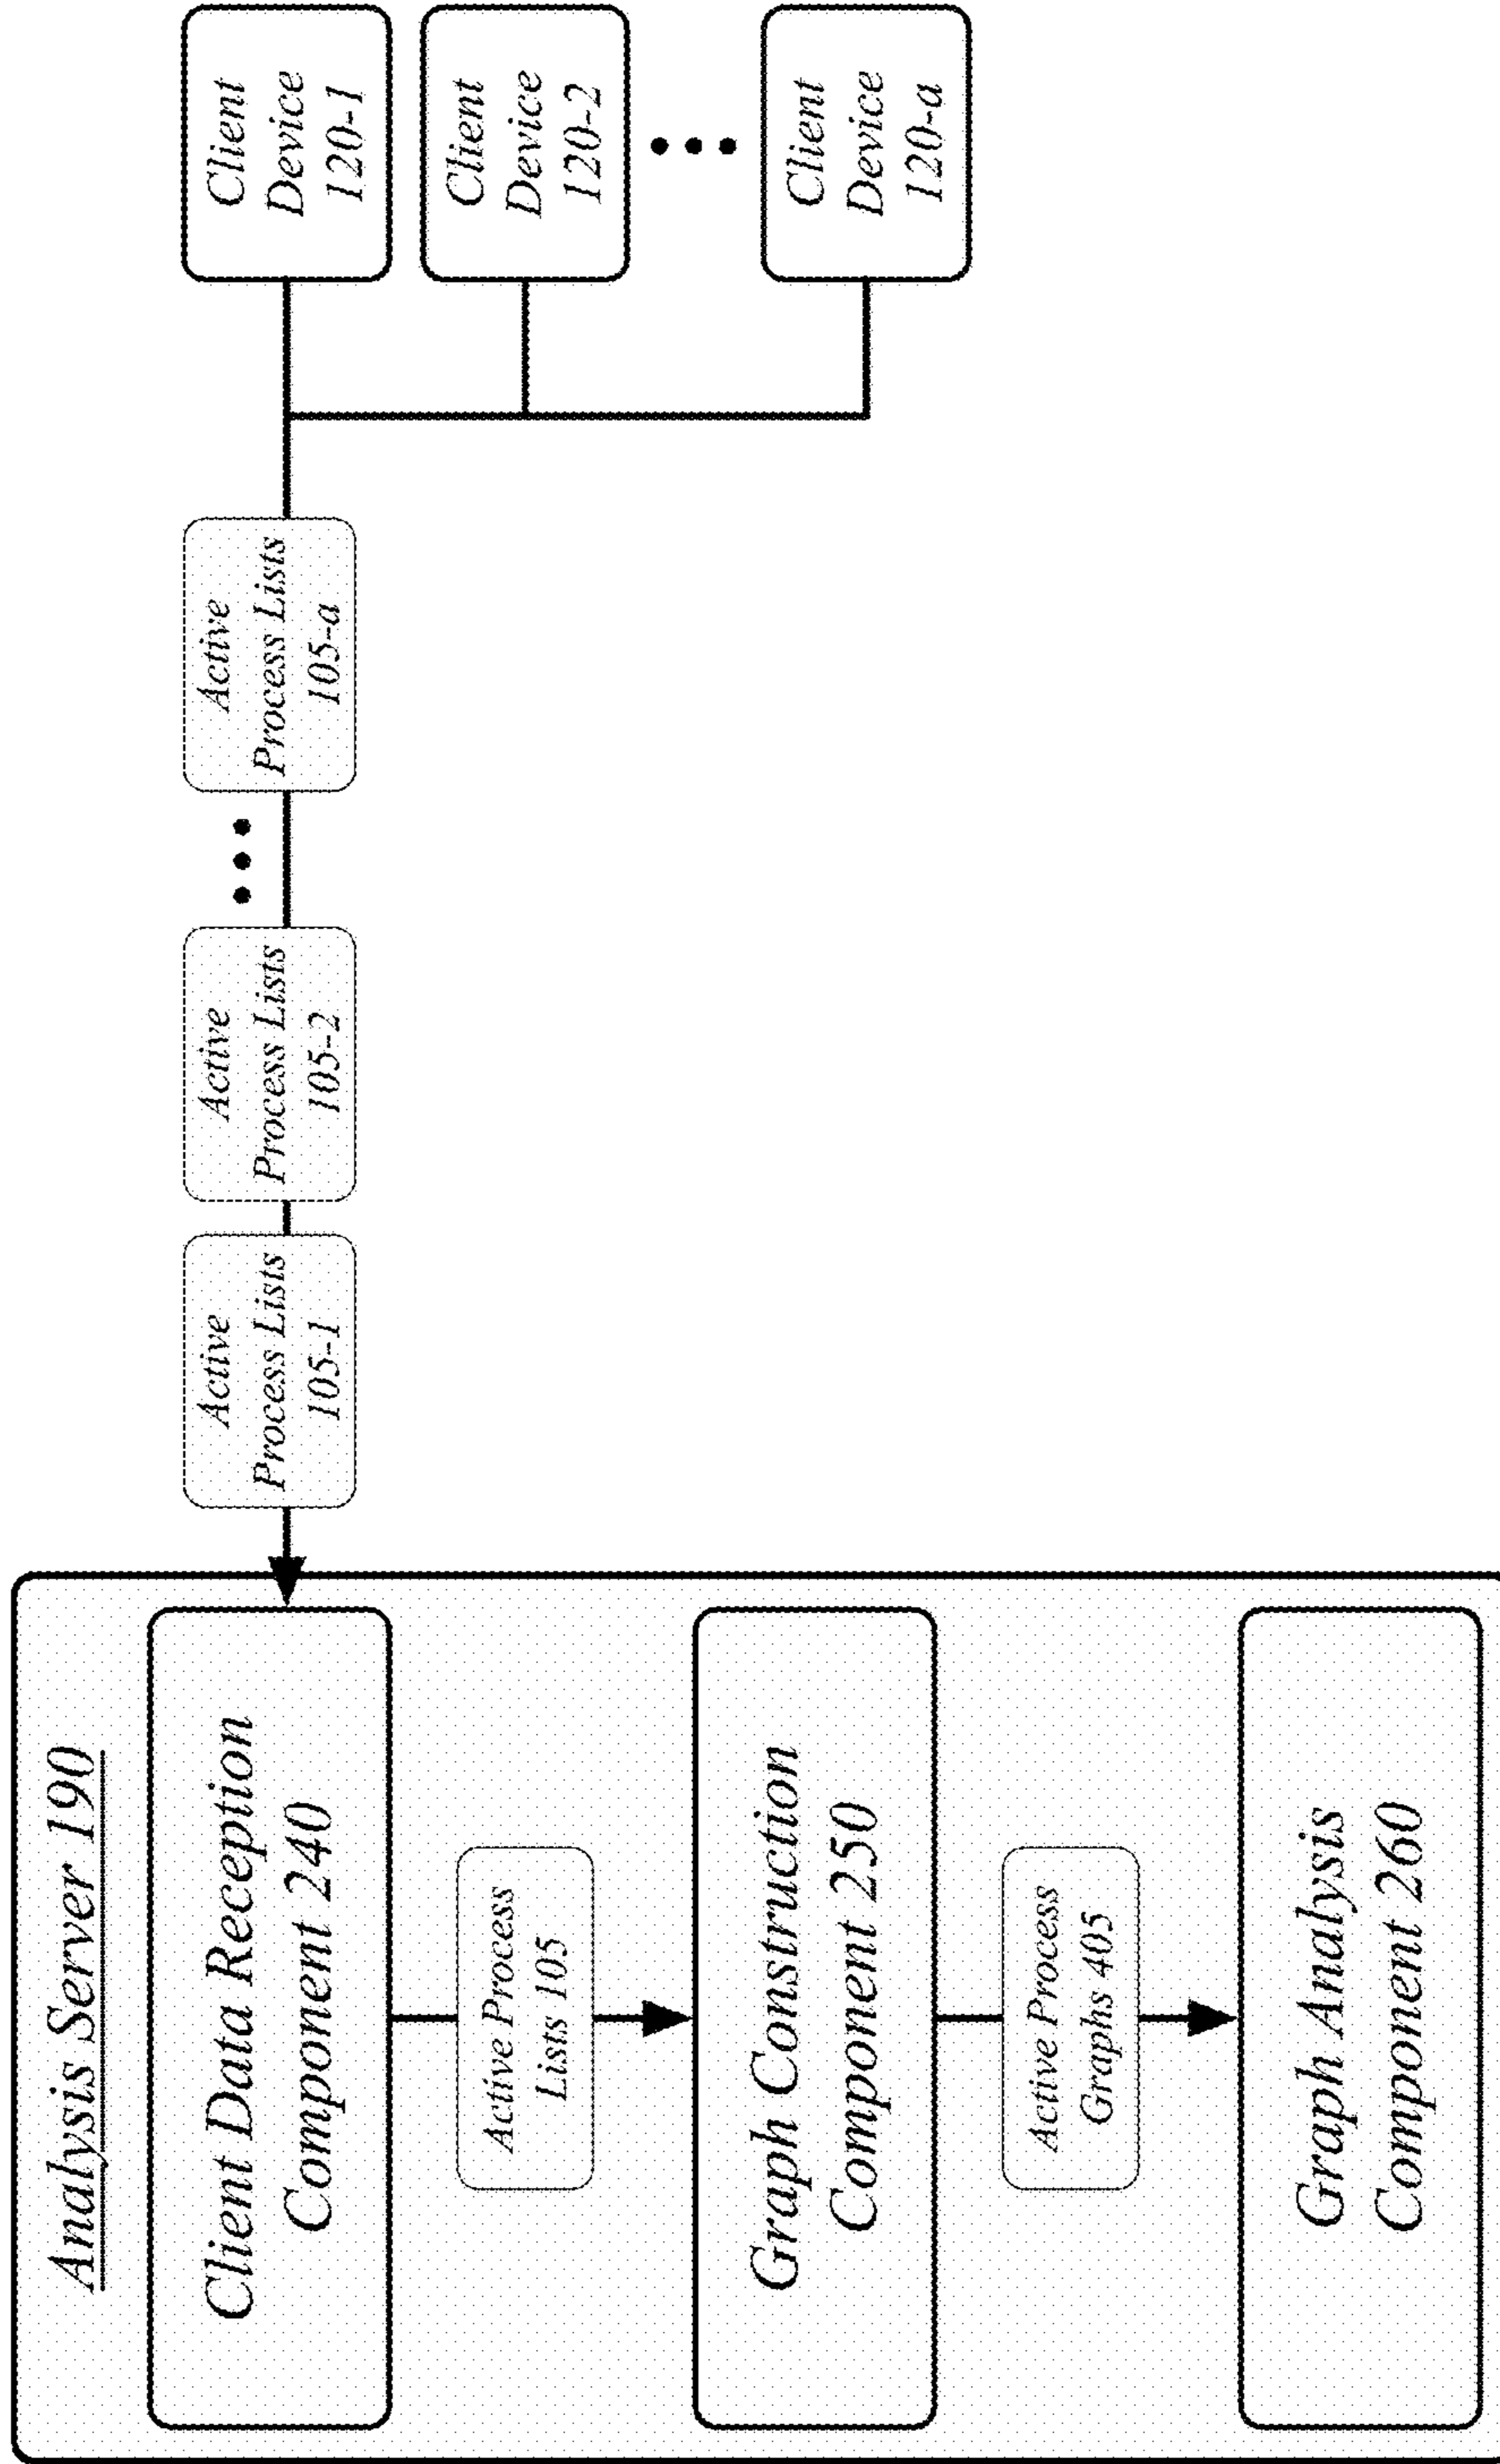 Analysis Server 190
Client Data Reception
Component 240
Active Process
Lists 105
Graph Construction
Component 250
Active Process
Graphs 405
Graph Analysis
Component 260
Active
Process Lists
105-1
Active
Process Lists
105-2
Active
Process Lists
105-a
Client
Device
120-1
Client
Device
120-2
Client
Device
120-a